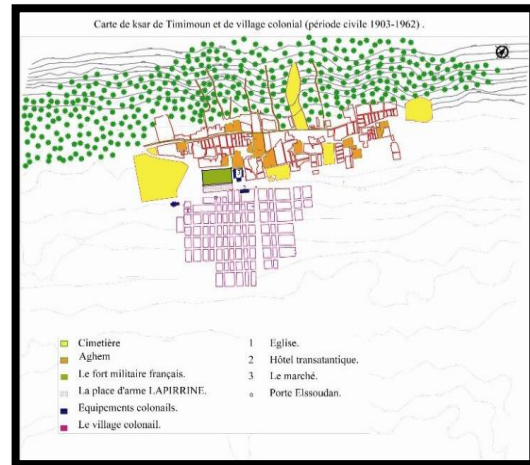 Carte de ksar de Timimoun et de village colonial (période civile 1903-1962) .
Cimetière
Aghem
Le fort militaire français.
La place d'arme LAPIRRINE.
Equipements colonails.
Le village colonail.
1 Eglise.
2 Hôtel transatantique.
3 Le marché.
Porte Elssoudan.